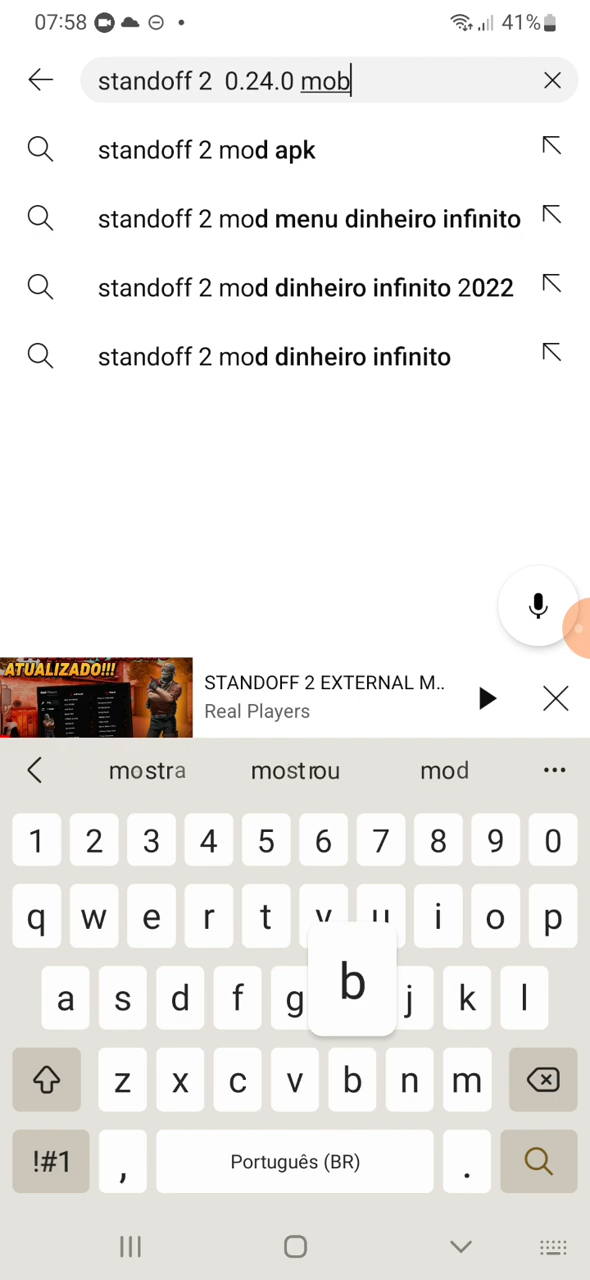 07:58 41%
standoff 2 0.24.0 mob
standoff 2 mod apk
standoff 2 mod menu dinheiro infinito
standoff 2 mod dinheiro infinito 2022
standoff 2 mod dinheiro infinito
ATUALIZADO!!!
STANDOFF 2 EXTERNAL M..
Real Players
mostra mostrou mod ...
1 2 3 4 5 6 7 8 9 0
q w e r t y u i o p
a s d f g b j k l
z x c v b n m
!#1 , Português (BR) .